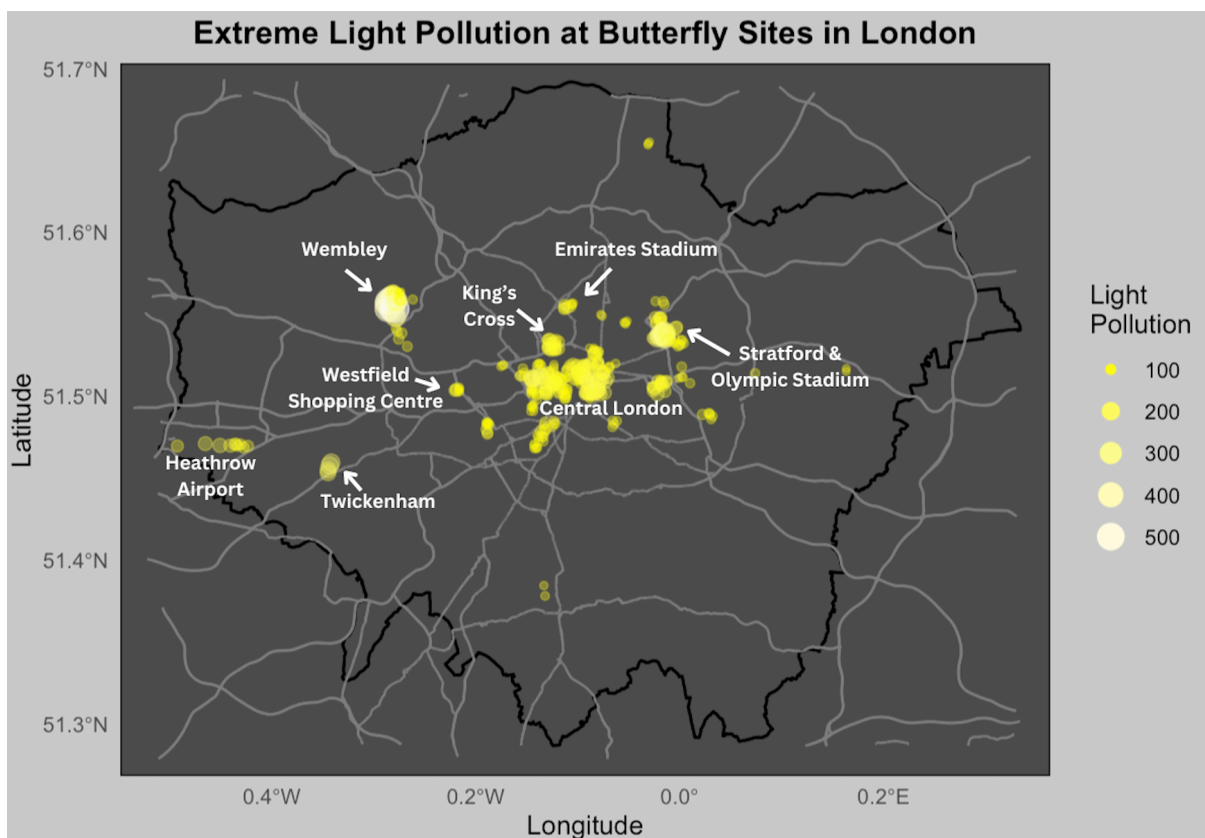 Extreme Light Pollution at Butterfly Sites in London
51.7°N
51.6°N
51.5°N
51.4°N
51.3°N
Latitude
Wembley
Emirates Stadium
King's
Cross
Westfield
Shopping Centre
Stratford &
Olympic Stadium
Central London
Heathrow
Airport
Twickenham
0.4°W
0.2°W
0.0°
0.2°E
Longitude
Light
Pollution
100
200
300
400
500